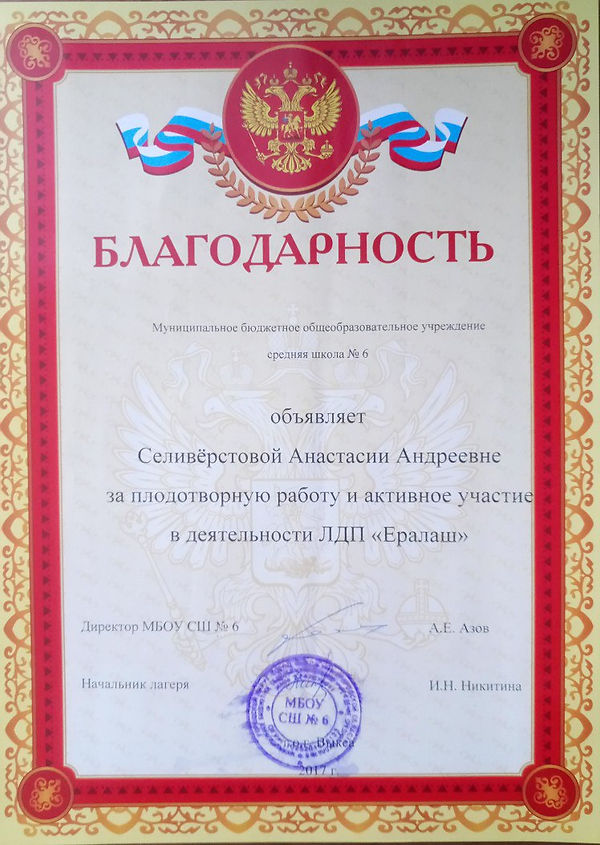 БЛАГОДАРНОСТЬ
Муниципальное бюджетное общеобразовательное учреждение
средняя школа № 6
объявляет
Селивёрстовой Анастасии Андреевне
за плодотворную работу и активное участие
в деятельности ЛДП «Ералаш»
Директор МБОУ СШ № 6 А.Е. Азов
Начальник лагеря И.Н. Никитина
МБОУ
СШ № 6
Выкса
2017 г.